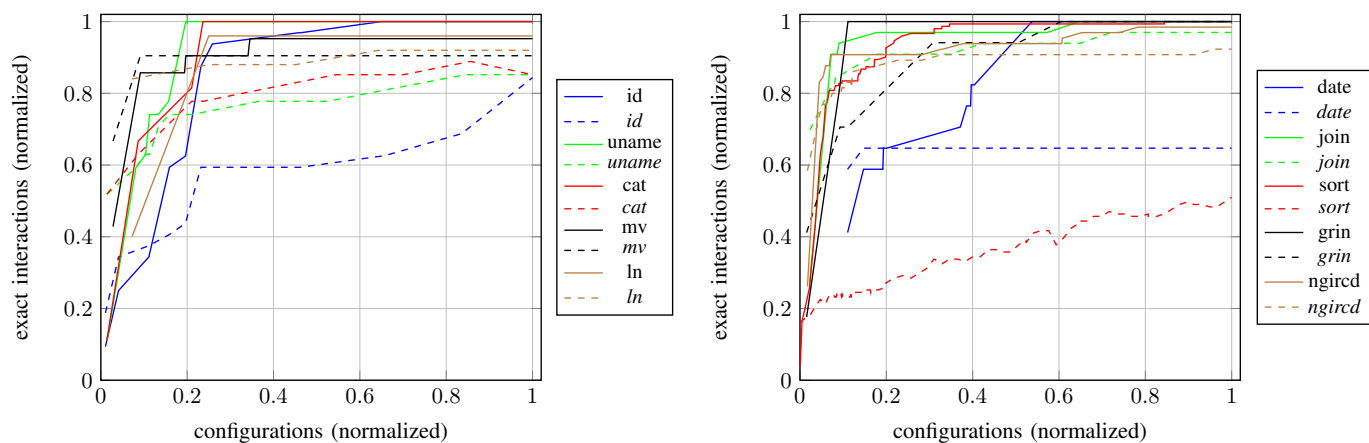 exact interactions (normalized)
1
0.8
0.6
0.4
0.2
0
0 0.2 0.4 0.6 0.8 1
configurations (normalized)
id
id
uname
uname
cat
cat
mv
mv
ln
ln
exact interactions (normalized)
1
0.8
0.6
0.4
0.2
0
0 0.2 0.4 0.6 0.8 1
configurations (normalized)
date
date
join
join
sort
sort
grin
grin
ngircd
ngircd